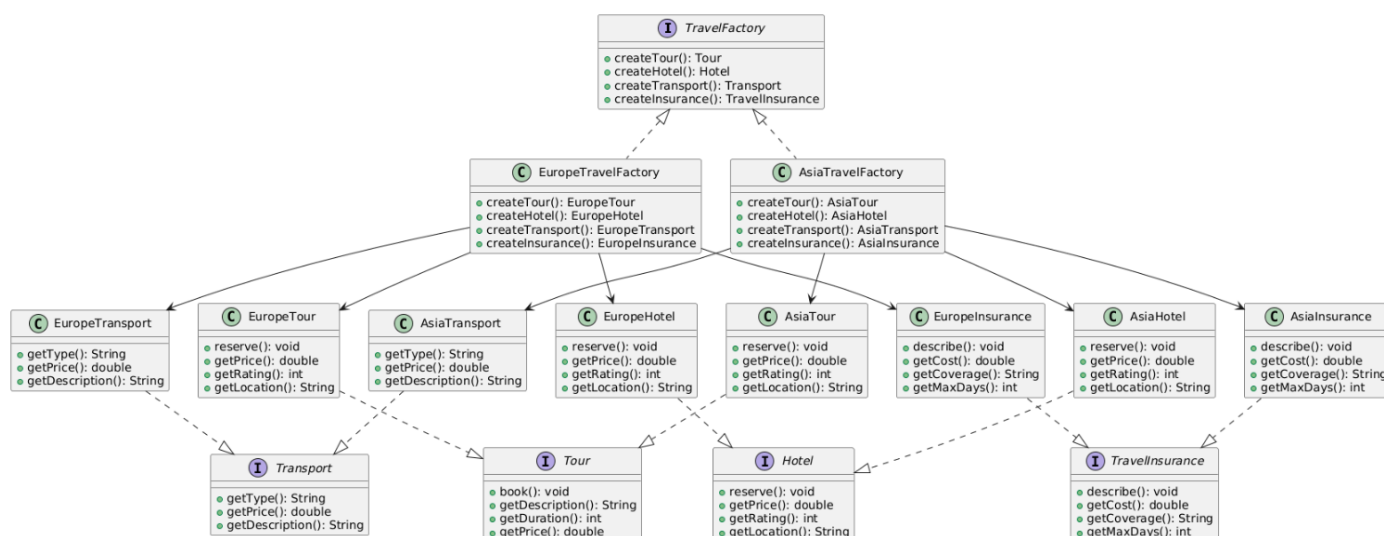 I TravelFactory
createTour(): Tour
createHotel(): Hotel
createTransport(): Transport
createInsurance(): TravelInsurance
C EuropeTravelFactory
createTour(): EuropeTour
createHotel(): EuropeHotel
createTransport(): EuropeTransport
createInsurance(): EuropeInsurance
C AsiaTravelFactory
createTour(): AsiaTour
createHotel(): AsiaHotel
createTransport(): AsiaTransport
createInsurance(): AsiaInsurance
C EuropeTransport
getType(): String
getPrice(): double
getDescription(): String
C EuropeTour
reserve(): void
getPrice(): double
getRating(): int
getLocation(): String
C AsiaTransport
getType(): String
getPrice(): double
getDescription(): String
C EuropeHotel
reserve(): void
getPrice(): double
getRating(): int
getLocation(): String
C AsiaTour
reserve(): void
getPrice(): double
getRating(): int
getLocation(): String
C EuropeInsurance
describe(): void
getCost(): double
getCoverage(): String
getMaxDays(): int
C AsiaHotel
reserve(): void
getPrice(): double
getRating(): int
getLocation(): String
C AsiaInsurance
describe(): void
getCost(): double
getCoverage(): String
getMaxDays(): int
I Transport
getType(): String
getPrice(): double
getDescription(): String
I Tour
book(): void
getDescription(): String
getDuration(): int
getPrice(): double
I Hotel
reserve(): void
getPrice(): double
getRating(): int
getLocation(): String
I TravelInsurance
describe(): void
getCost(): double
getCoverage(): String
getMaxDays(): int